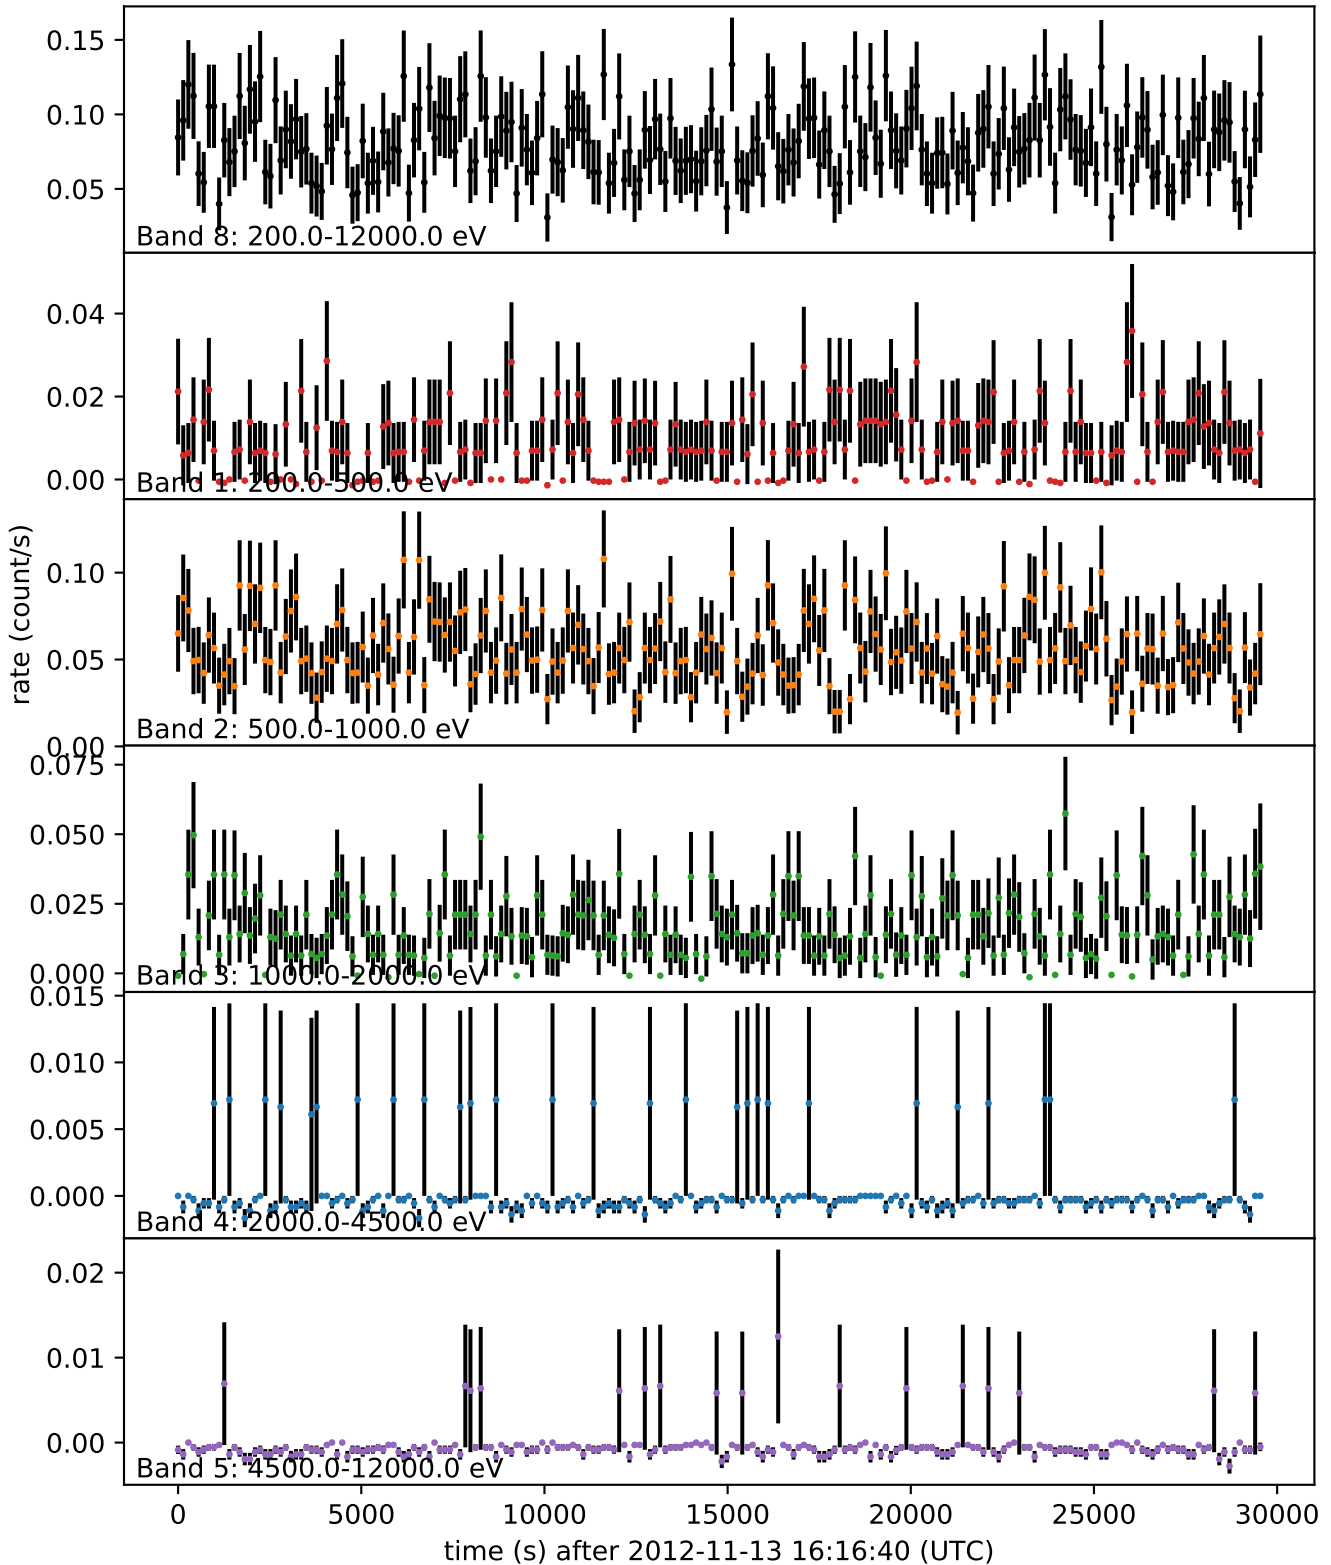 0.15
0.10
0.05
Band 8: 200.0-12000.0 eV
0.04
0.02
0.00
Band 1: 200.0-500.0 eV
rate (count/s)
0.10
0.05
0.00
Band 2: 500.0-1000.0 eV
0.075
0.050
0.025
0.000
Band 3: 1000.0-2000.0 eV
0.015
0.010
0.005
0.000
Band 4: 2000.0-4500.0 eV
0.02
0.01
0.00
Band 5: 4500.0-12000.0 eV
0 5000 10000 15000 20000 25000 30000
time (s) after 2012-11-13 16:16:40 (UTC)